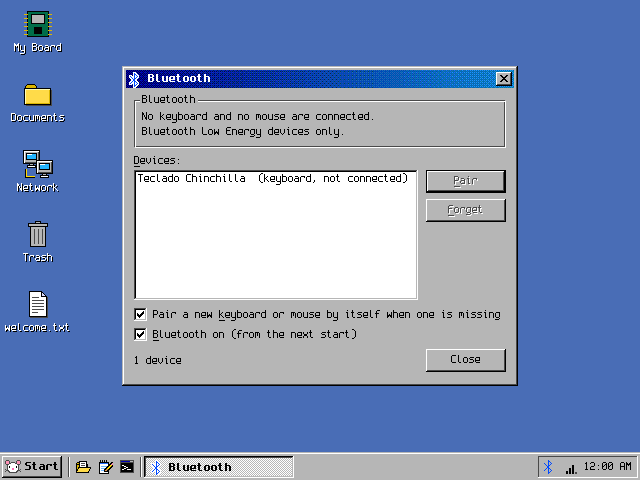 My Board
Documents
Network
Trash
welcome.txt
Bluetooth
Bluetooth
No keyboard and no mouse are connected.
Bluetooth Low Energy devices only.
Devices:
Teclado Chinchilla (keyboard, not connected)
Pair
Forget
Pair a new keyboard or mouse by itself when one is missing
Bluetooth on (from the next start)
1 device
Close
Start
Bluetooth
12:00 AM